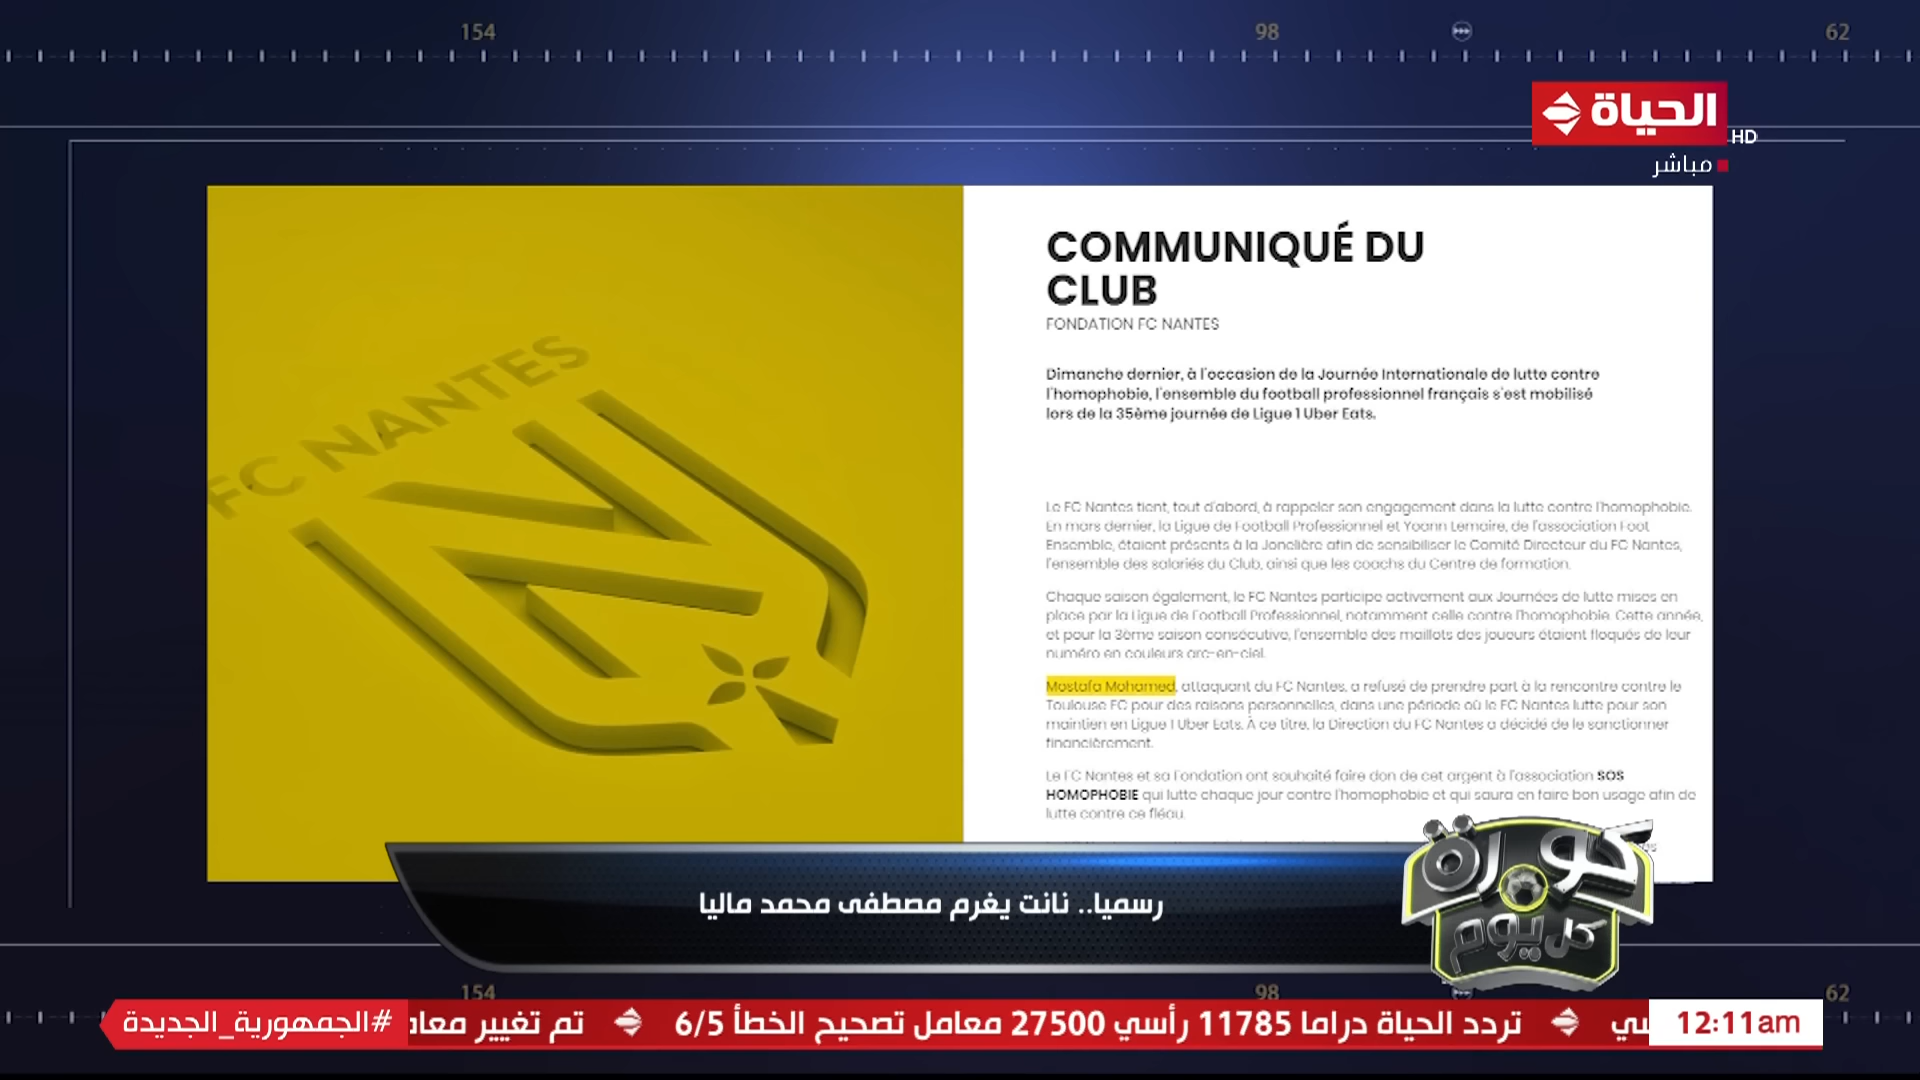 154 98 62
الحياة
HD
مباشر
FC NANTES
COMMUNIQUÉ DU
CLUB
FONDATION FC NANTES
Dimanche dernier, à l'occasion de la Journée Internationale de lutte contre
l'homophobie, l'ensemble du football professionnel français s'est mobilisé
lors de la 35ème journée de Ligue 1 Uber Eats.
Le FC Nantes tient, tout d'abord, à rappeler son engagement dans la lutte contre l'homophobie.
En mars dernier, la Ligue de Football Professionnel et Yoann Lemaire, de l'association Foot
Ensemble, étaient présents à la Jonelière afin de sensibiliser le Comité Directeur du FC Nantes,
l'ensemble des salariés du Club, ainsi que les coachs du Centre de formation.
Chaque saison également, le FC Nantes participe activement aux Journées de lutte mises en
place par la Ligue de Football Professionnel, notamment celle contre l'homophobie. Cette année,
et pour la 3ème saison consécutive, l'ensemble des maillots des joueurs étaient floqués de leur
numéro en couleurs arc-en-ciel.
Mostafa Mohamed, attaquant du FC Nantes, a refusé de prendre part à la rencontre contre le
Toulouse FC pour des raisons personnelles, dans une période où le FC Nantes lutte pour son
maintien en Ligue 1 Uber Eats. À ce titre, la Direction du FC Nantes a décidé de le sanctionner
financièrement.
Le FC Nantes et sa Fondation ont souhaité faire don de cet argent à l'association SOS
HOMOPHOBIE qui lutte chaque jour contre l'homophobie et qui saura en faire bon usage afin de
lutte contre ce fléau.
رسميا.. نانت يغرم مصطفى محمد ماليا
كورة
كل يوم
154 98 62
تردد الحياة دراما 11785 رأسي 27500 معامل تصحيح الخطأ 6/5 تم تغيير
#الجمهورية_الجديدة
12:11am